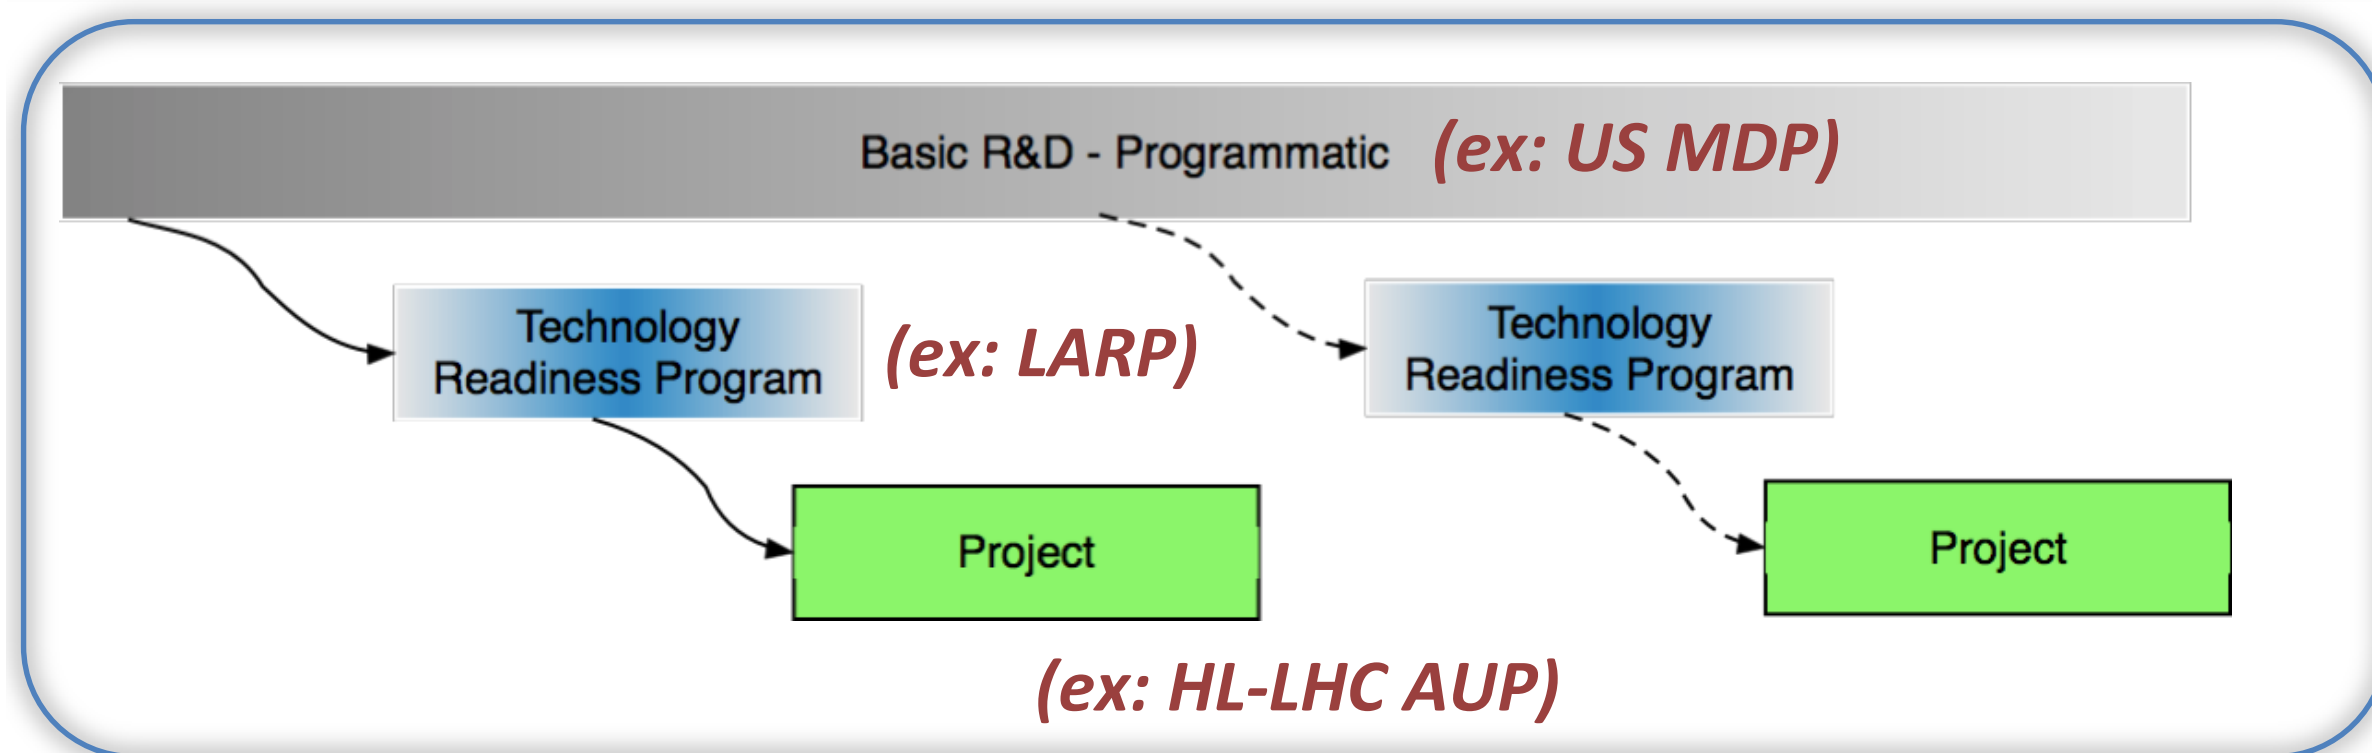 Basic R&D - Programmatic (ex: US MDP)
Technology
Readiness Program
(ex: LARP)
Technology
Readiness Program
Project
Project
(ex: HL-LHC AUP)